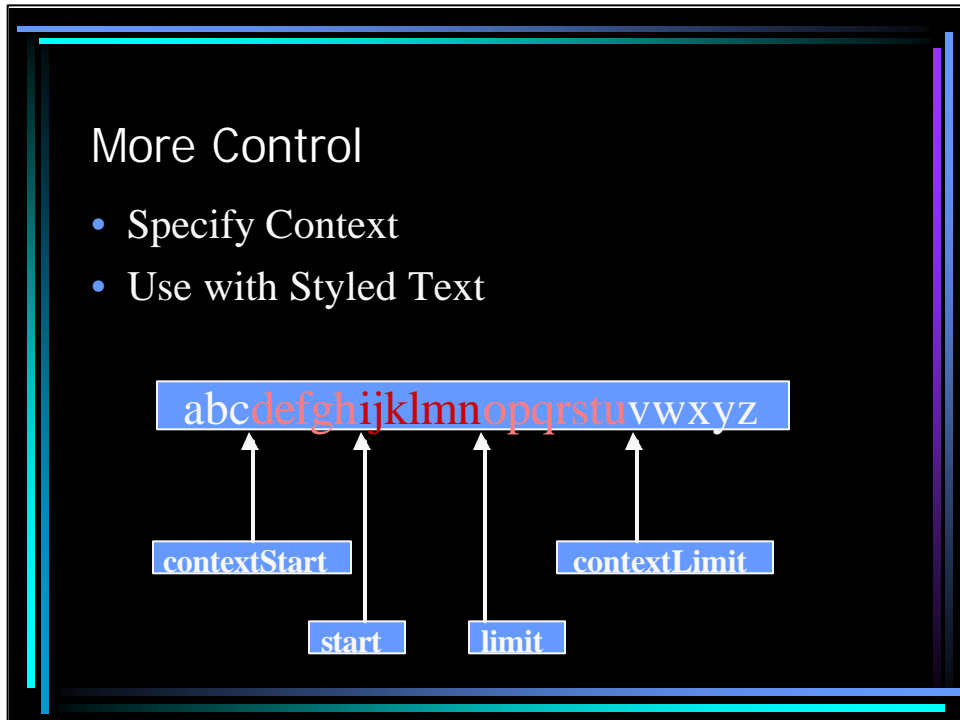 More Control
• Specify Context
• Use with Styled Text
abcdefghijklmnopqrstuvwxyz
contextStart contextLimit
start limit